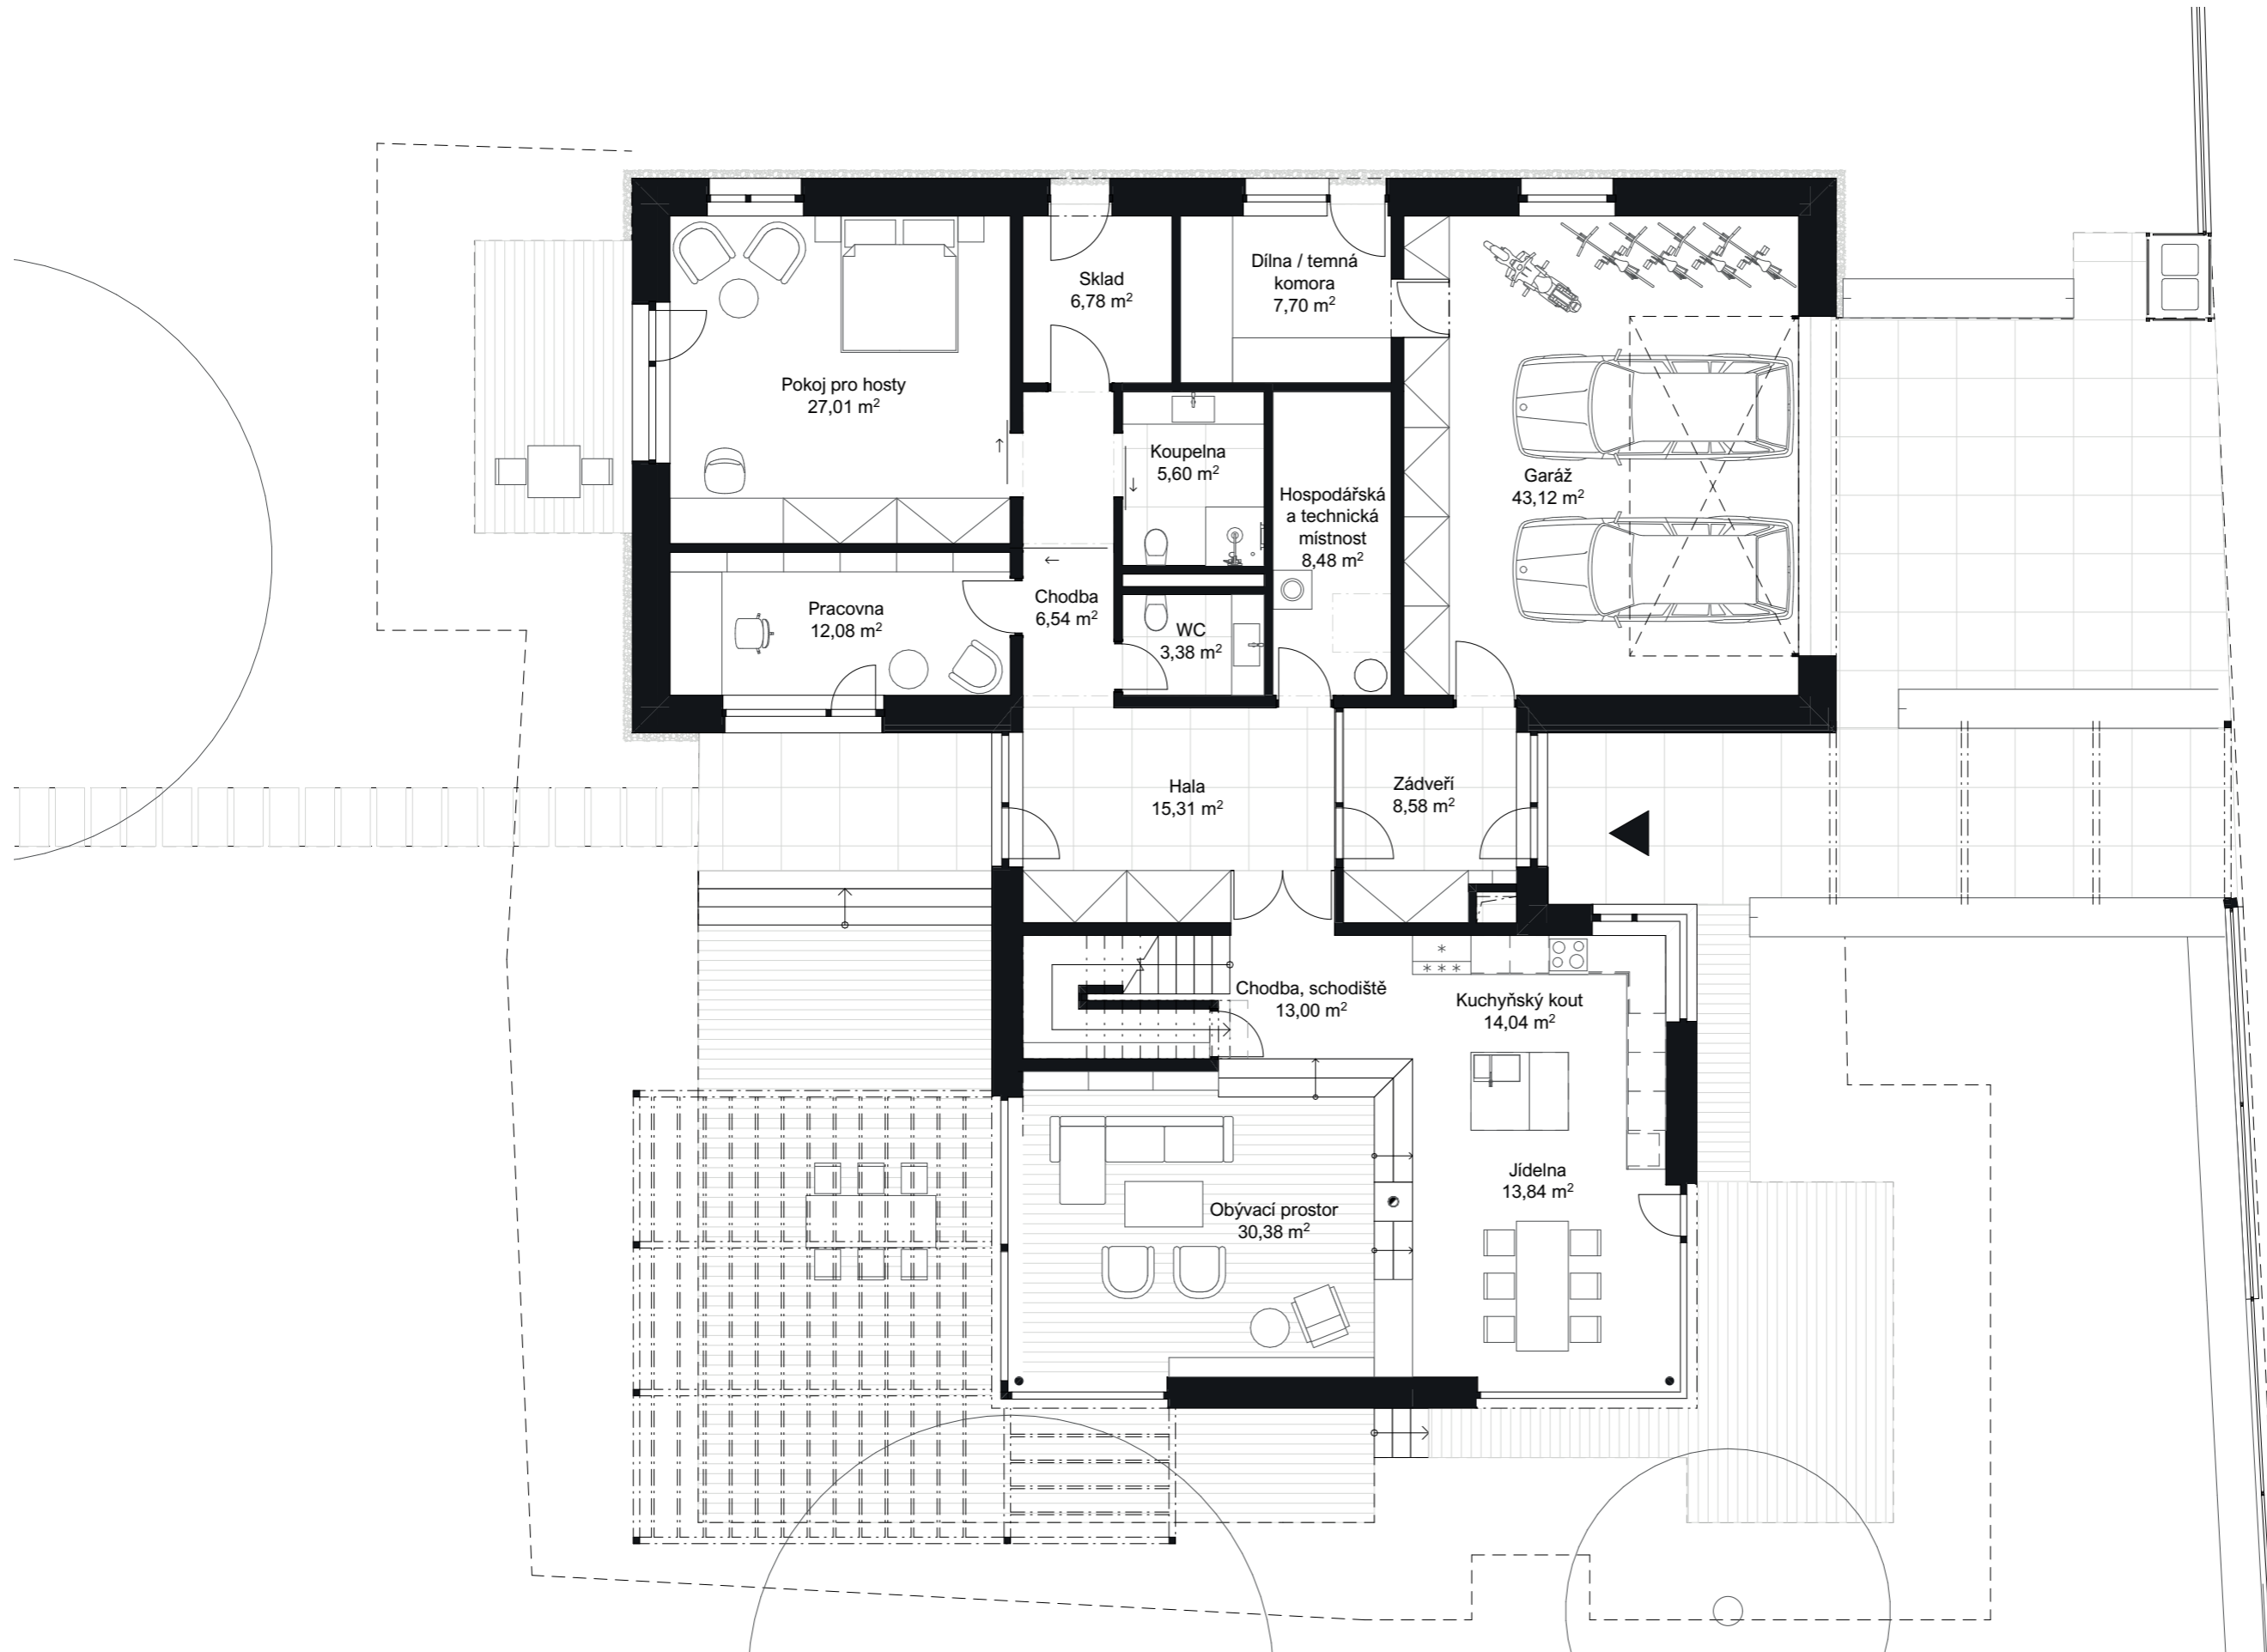 Sklad
6,78 m²
Dílna / temná
komora
7,70 m²
Pokoj pro hosty
27,01 m²
Koupelna
5,60 m²
Garáž
43,12 m²
Hospodářská
a technická
místnost
8,48 m²
Pracovna
12,08 m²
Chodba
6,54 m²
WC
3,38 m²
Hala
15,31 m²
Zádveří
8,58 m²
Chodba, schodiště
13,00 m²
Kuchyňský kout
14,04 m²
Jídelna
13,84 m²
Obývací prostor
30,38 m²